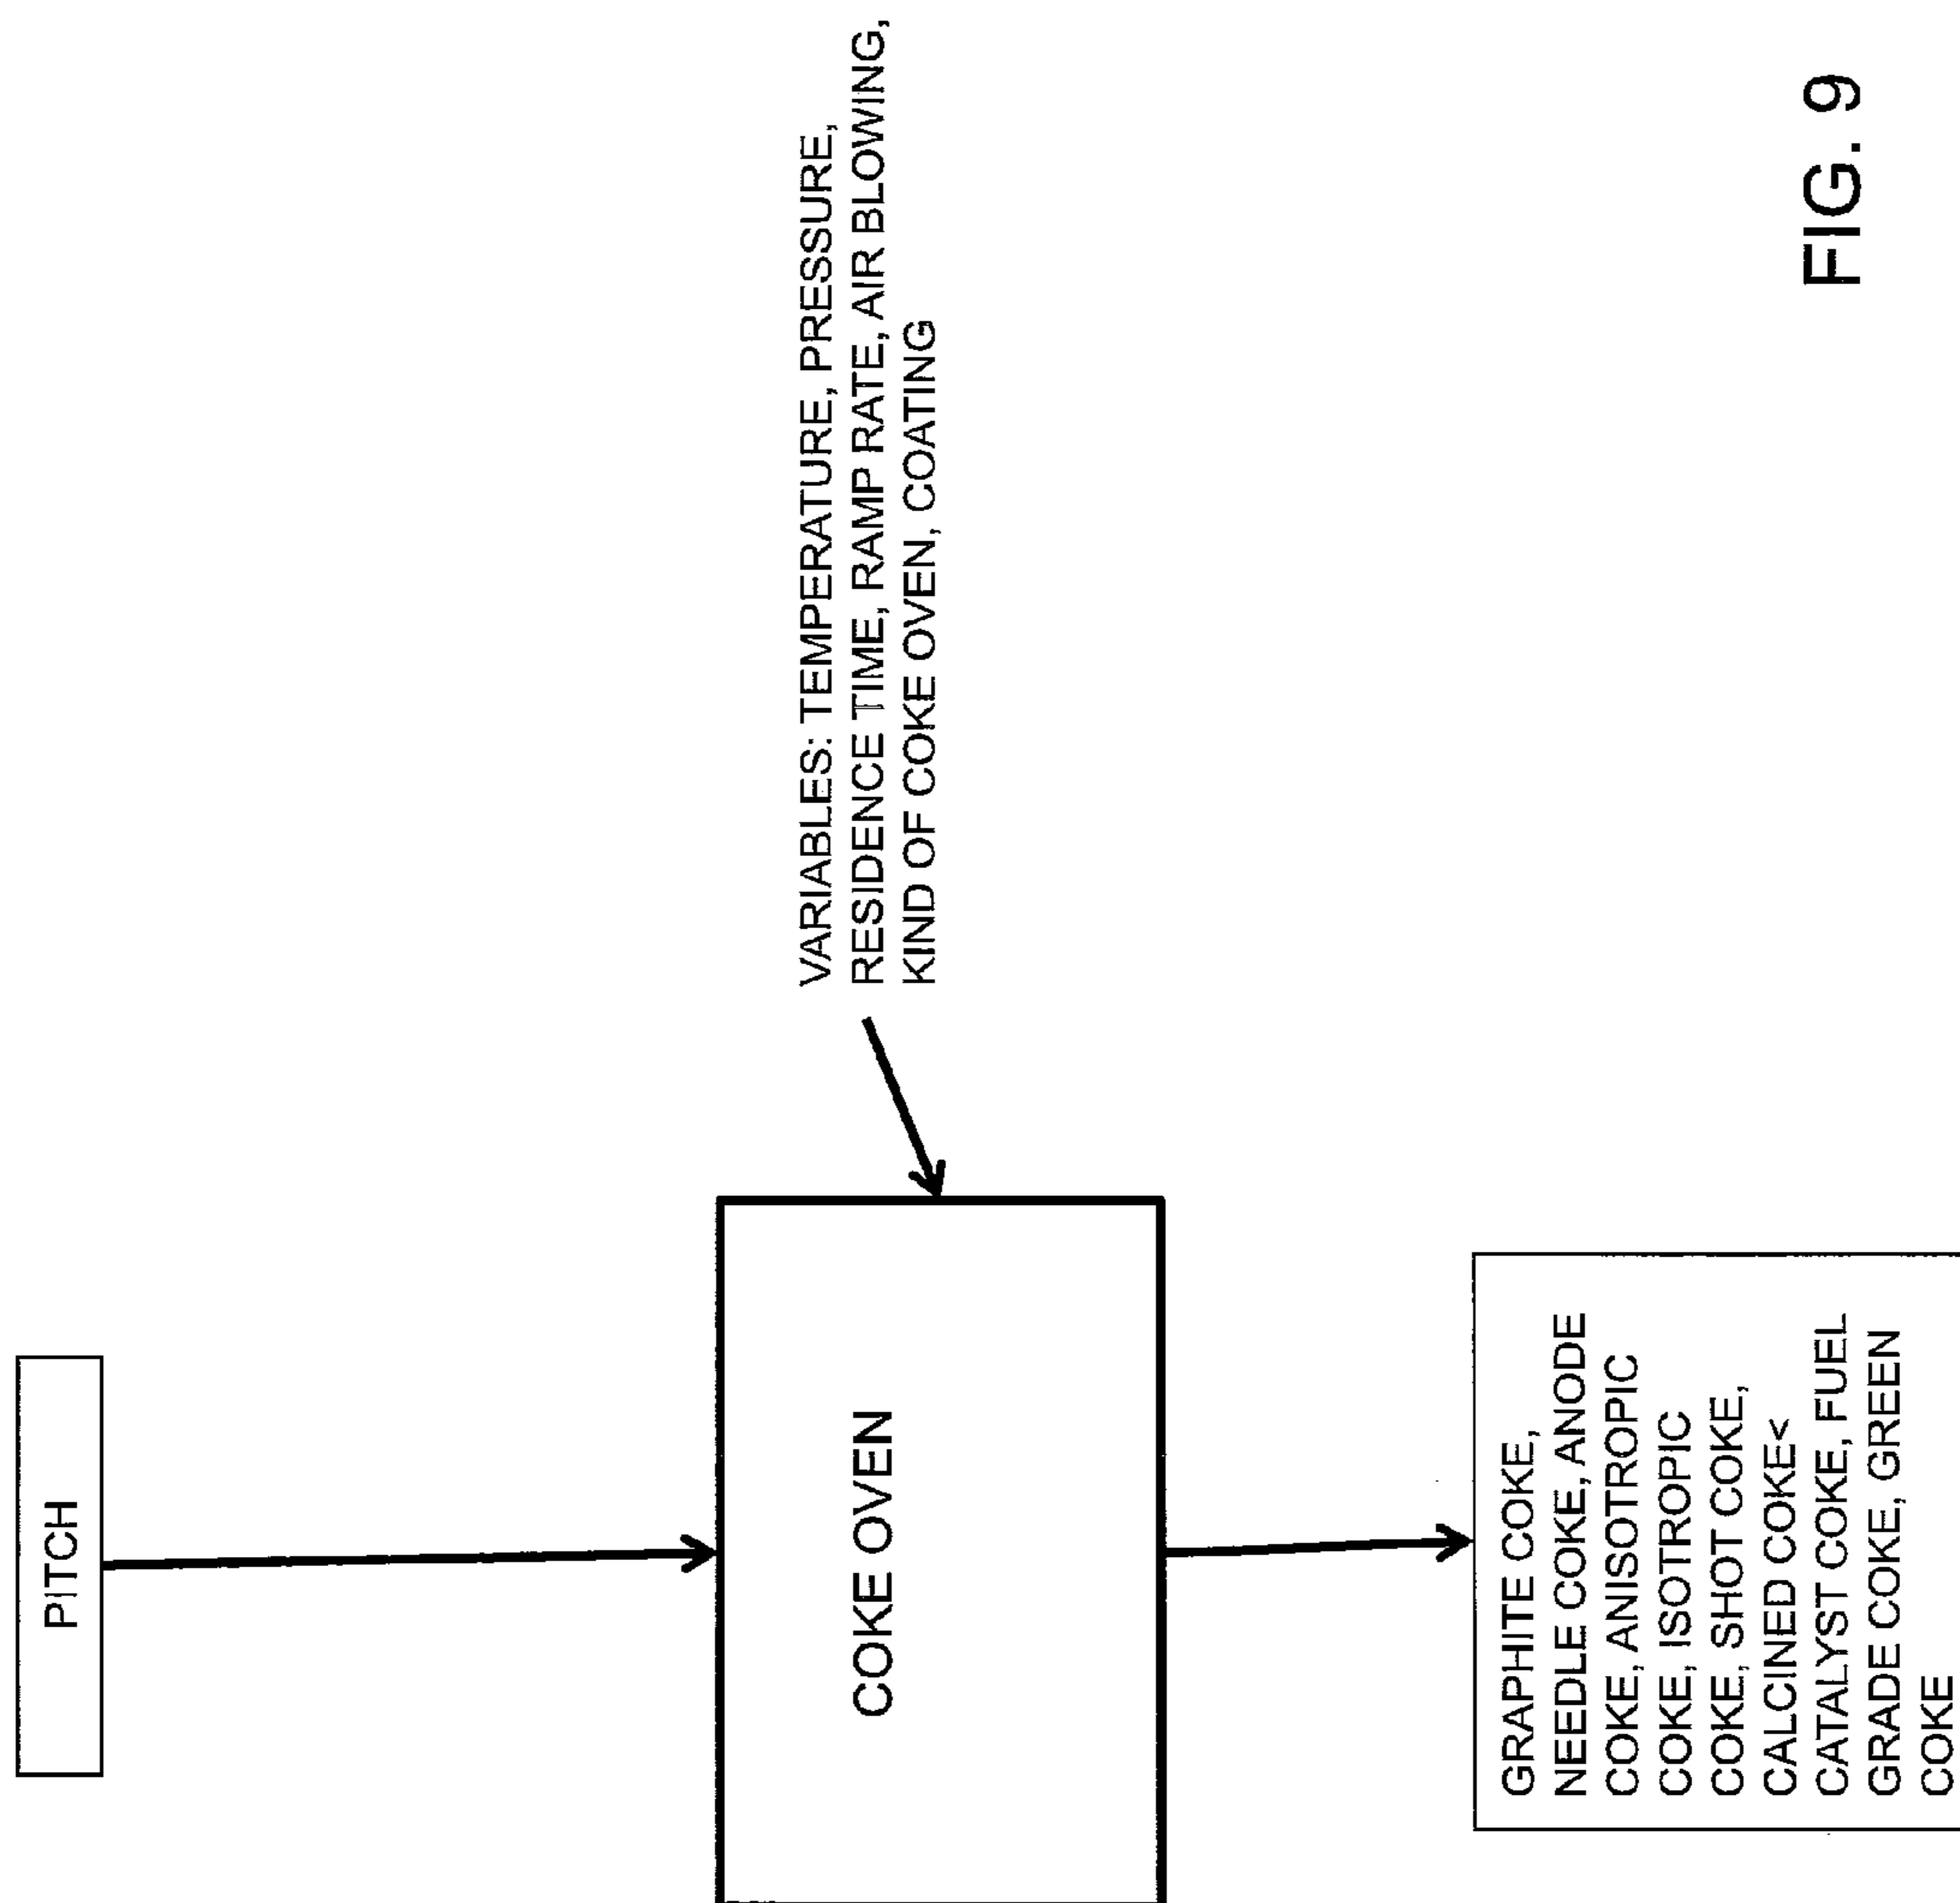 PITCH
COKE OVEN
VARIABLES: TEMPERATURE, PRESSURE,
RESIDENCE TIME, RAMP RATE, AIR BLOWING,
KIND OF COKE OVEN, COATING
GRAPHITE COKE,
NEEDLE COKE, ANODE
COKE, ANISOTROPIC
COKE, ISOTROPIC
COKE, SHOT COKE,
CALCINED COKE<
CATALYST COKE, FUEL
GRADE COKE, GREEN
COKE
FIG. 9